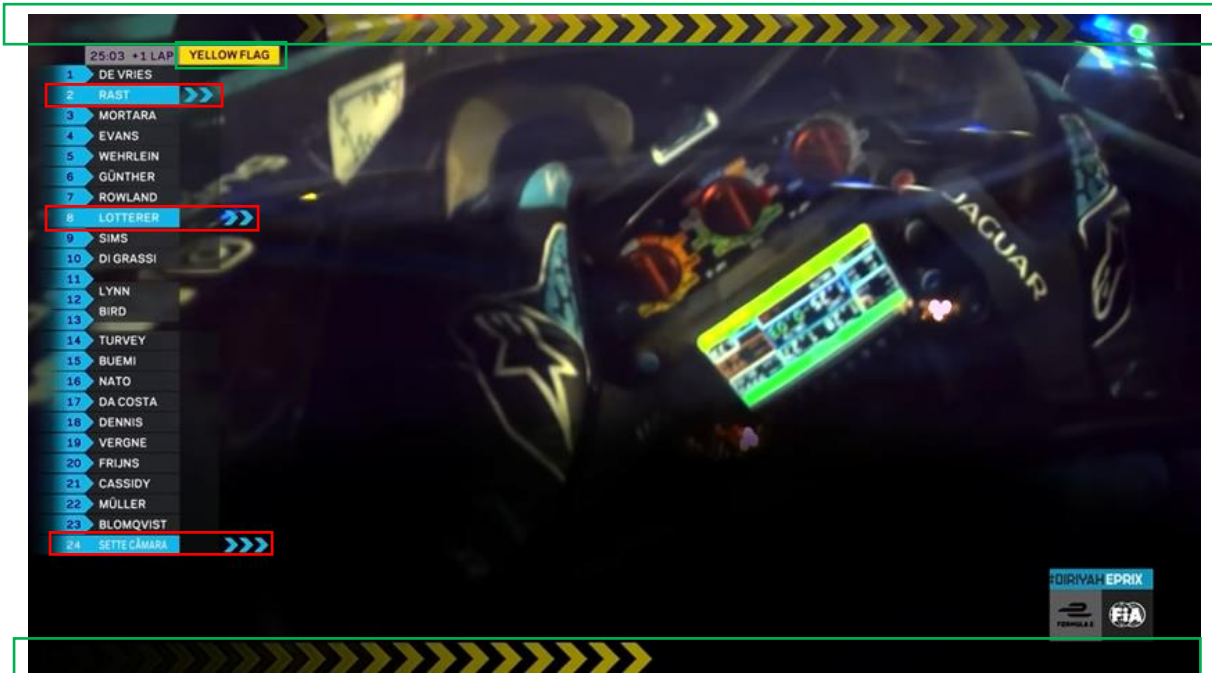 25:03 +1 LAP YELLOW FLAG
1 DE VRIES
2 RAST
3 MORTARA
4 EVANS
5 WEHRLEIN
6 GÜNTHER
7 ROWLAND
8 LOTTERER
9 SIMS
10 DI GRASSI
11
LYNN
12
BIRD
13
14 TURVEY
15 BUEMI
16 NATO
17 DA COSTA
18 DENNIS
19 VERGNE
20 FRIJNS
21 CASSIDY
22 MÜLLER
23 BLOMQVIST
24 SETTE CÂMARA
JAGUAR
#DIRIYAH EPRIX
FORMULA E
FIA